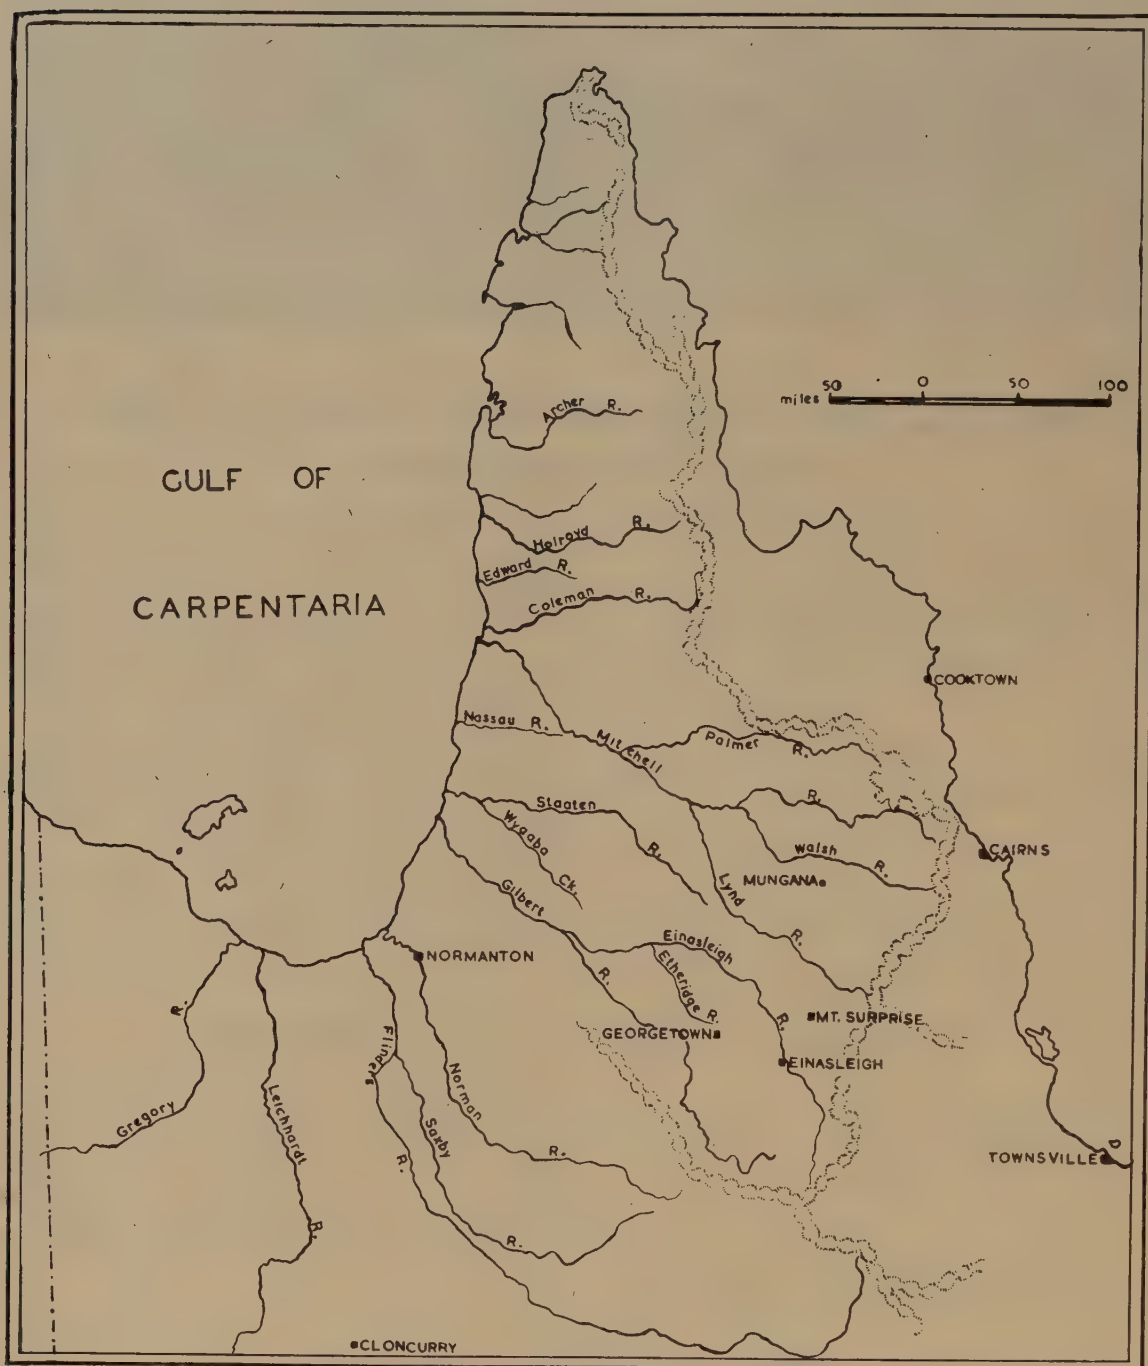 50 0 50 100
miles
Archer R.
GULF OF
Holroyd R.
Edward R.
CARPENTARIA
Coleman R.
COOKTOWN
Nassau R.
Mitchell R.
Palmer R.
Staaten R.
Wygaba Ck.
Walsh R.
CAIRNS
MUNGANA
Lynd R.
Gilbert R.
Einasleigh R.
NORMANTON
Etheridge R.
MT. SURPRISE
GEORGETOWN
EINASLEIGH
Flinders R.
Norman R.
Gregory R.
Leichhardt R.
Saxby R.
TOWNSVILLE
CLONCURRY